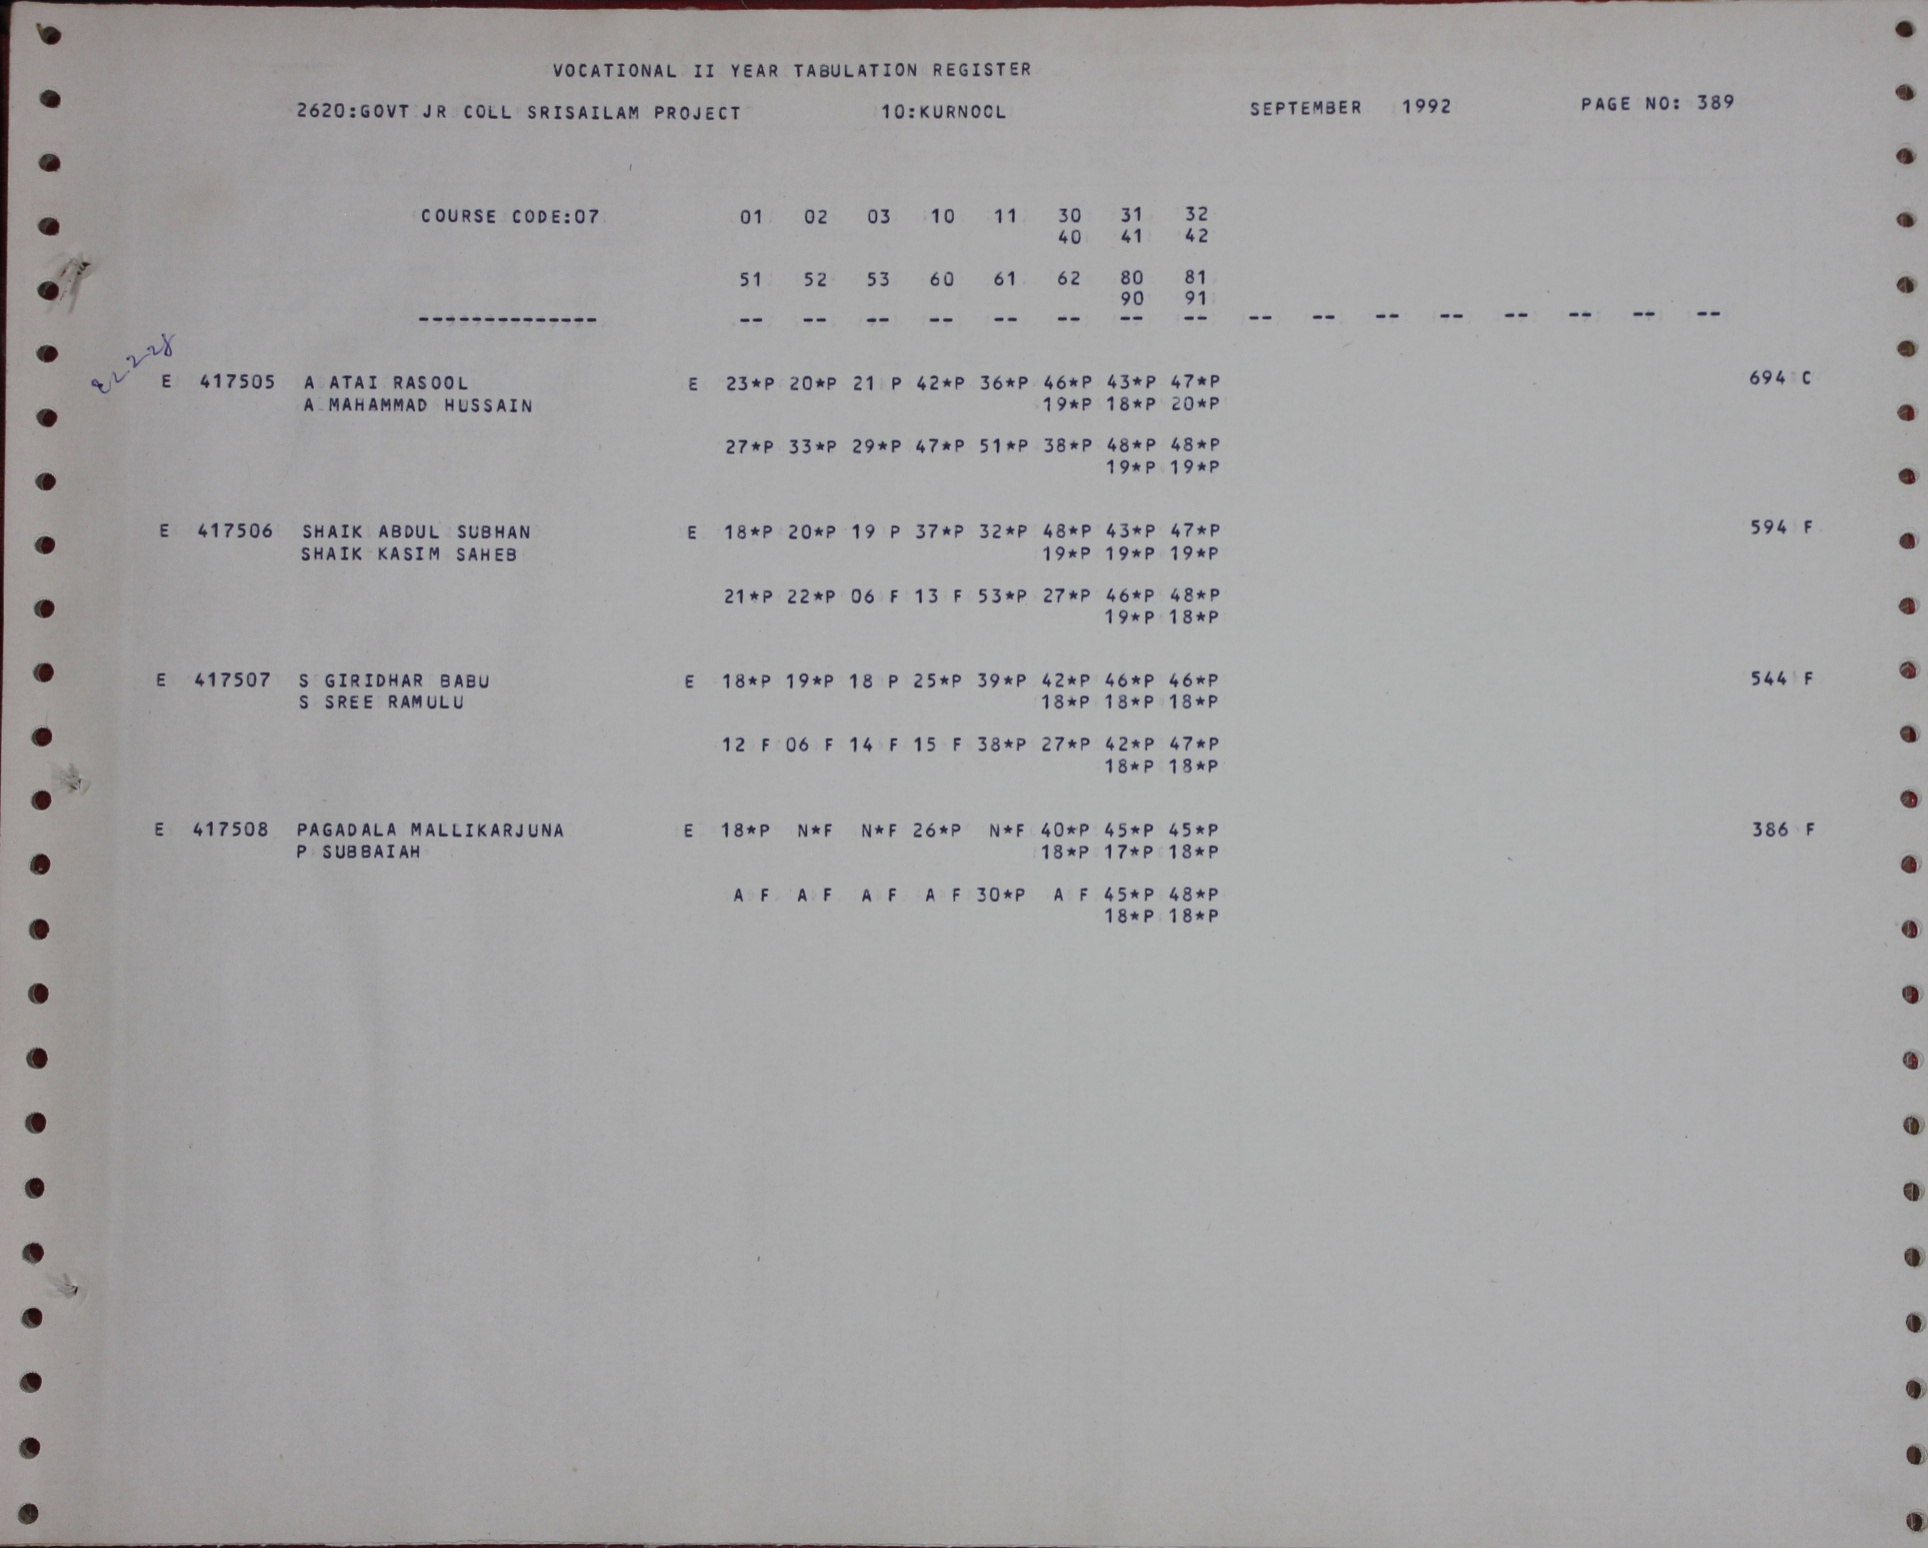 VOCATIONAL II YEAR TABULATION REGISTER
2620:GOVT JR COLL SRISAILAM PROJECT 10:KURNOOL SEPTEMBER 1992 PAGE NO: 389
COURSE CODE:07 01 02 03 10 11 30 31 32
40 41 42
51 52 53 60 61 62 80 81
90 91
-------------- -- -- -- -- -- -- -- -- -- -- -- -- -- -- -- --
E 417505 A ATAI RASOOL E 23*P 20*P 21 P 42*P 36*P 46*P 43*P 47*P 694 C
A MAHAMMAD HUSSAIN 19*P 18*P 20*P
27*P 33*P 29*P 47*P 51*P 38*P 48*P 48*P
19*P 19*P
E 417506 SHAIK ABDUL SUBHAN E 18*P 20*P 19 P 37*P 32*P 48*P 43*P 47*P 594 F
SHAIK KASIM SAHEB 19*P 19*P 19*P
21*P 22*P 06 F 13 F 53*P 27*P 46*P 48*P
19*P 18*P
E 417507 S GIRIDHAR BABU E 18*P 19*P 18 P 25*P 39*P 42*P 46*P 46*P 544 F
S SREE RAMULU 18*P 18*P 18*P
12 F 06 F 14 F 15 F 38*P 27*P 42*P 47*P
18*P 18*P
E 417508 PAGADALA MALLIKARJUNA E 18*P N*F N*F 26*P N*F 40*P 45*P 45*P 386 F
P SUBBAIAH 18*P 17*P 18*P
A F A F A F A F 30*P A F 45*P 48*P
18*P 18*P